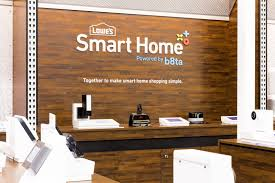 LOWE'S
Smart Home
Powered by b8ta
Together to make smart home shopping simple.